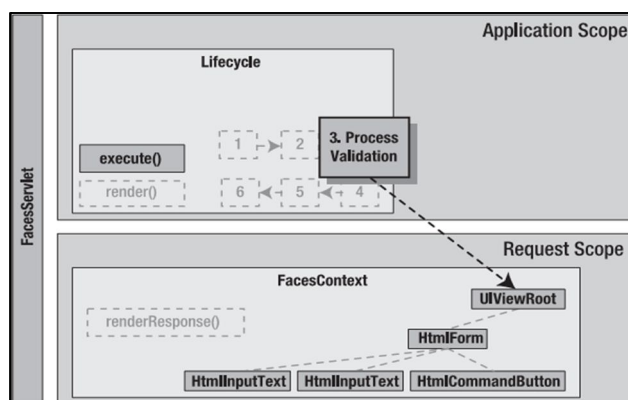 FacesServlet
Application Scope
Lifecycle
execute()
render()
1
2
3. Process
Validation
6
5
4
Request Scope
FacesContext
renderResponse()
UIViewRoot
HtmlForm
HtmlInputText
HtmlInputText
HtmlCommandButton